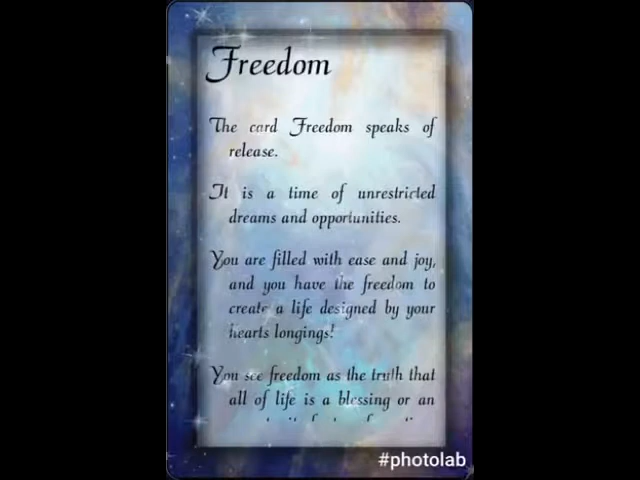 Freedom
The card Freedom speaks of
release.
It is a time of unrestricted
dreams and opportunities.
You are filled with ease and joy,
and you have the freedom to
create a life designed by your
hearts longings!
You see freedom as the truth that
all of life is a blessing or an
#photolab